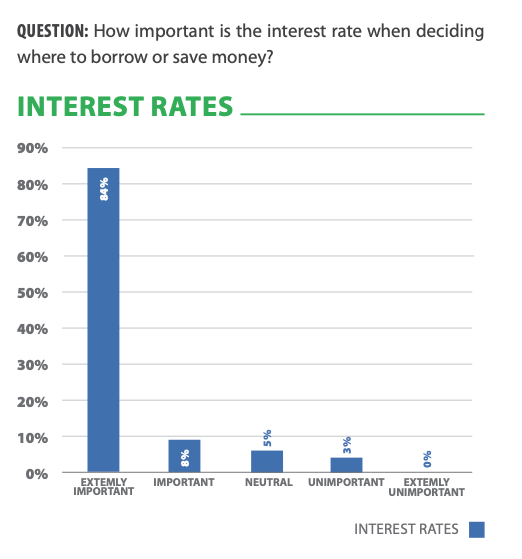 QUESTION: How important is the interest rate when deciding
where to borrow or save money?
INTEREST RATES
90%
80%
70%
60%
50%
40%
30%
20%
10%
0%
84%
8%
5%
3%
0%
EXTEMLY
IMPORTANT
IMPORTANT
NEUTRAL
UNIMPORTANT
EXTEMLY
UNIMPORTANT
INTEREST RATES